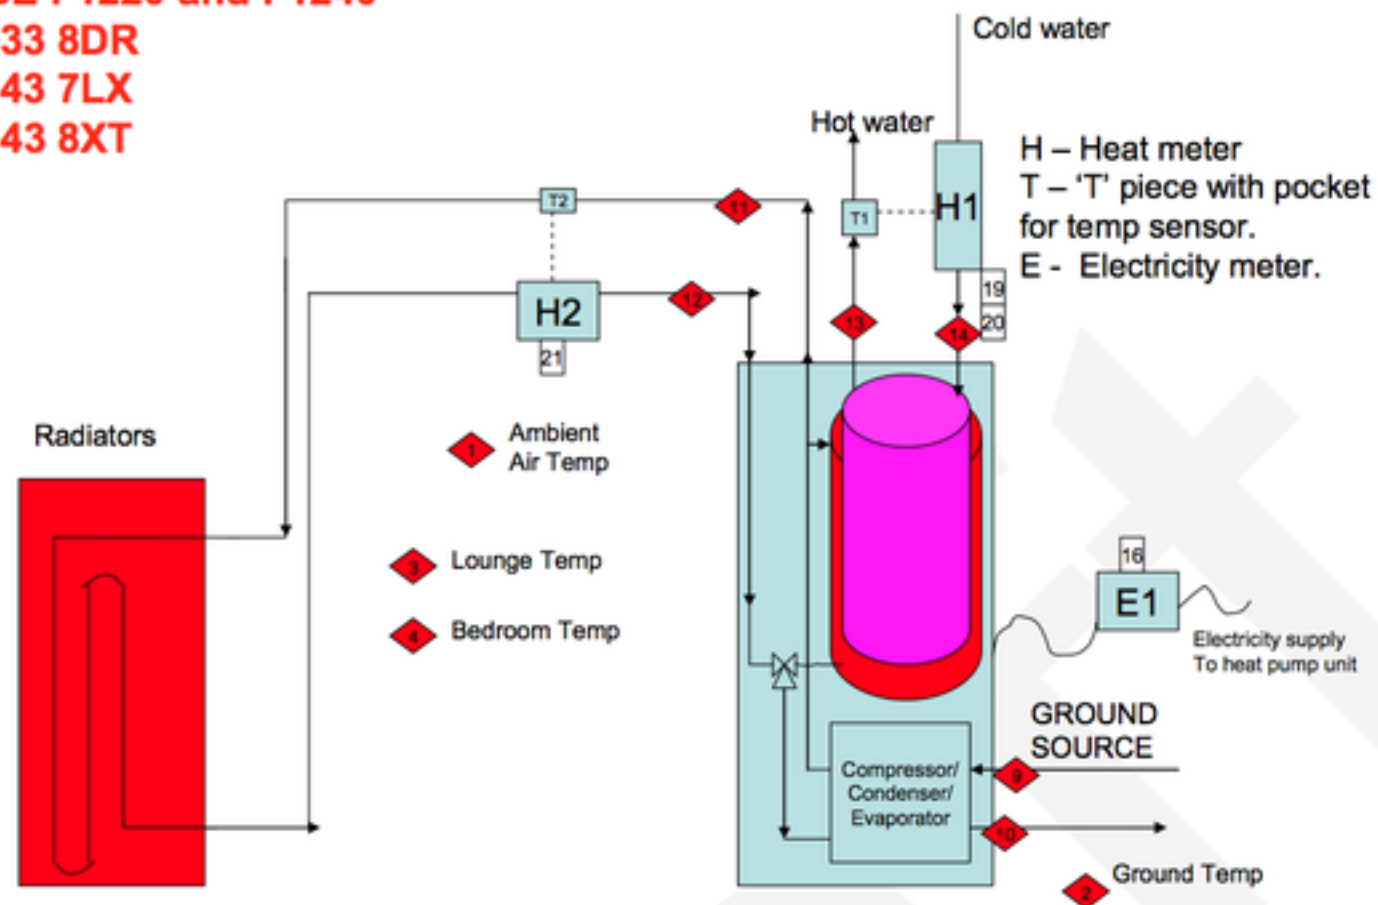 and F1245
33 8DR
43 7LX
43 8XT
Cold water
Hot water
H – Heat meter
T – ‘T’ piece with pocket
for temp sensor.
E - Electricity meter.
T2
11
T1
H1
H2
12
13
14
19
20
21
Radiators
1
Ambient
Air Temp
3
Lounge Temp
4
Bedroom Temp
16
E1
Electricity supply
To heat pump unit
GROUND
SOURCE
Compressor/
Condenser/
Evaporator
9
10
Ground Temp
2